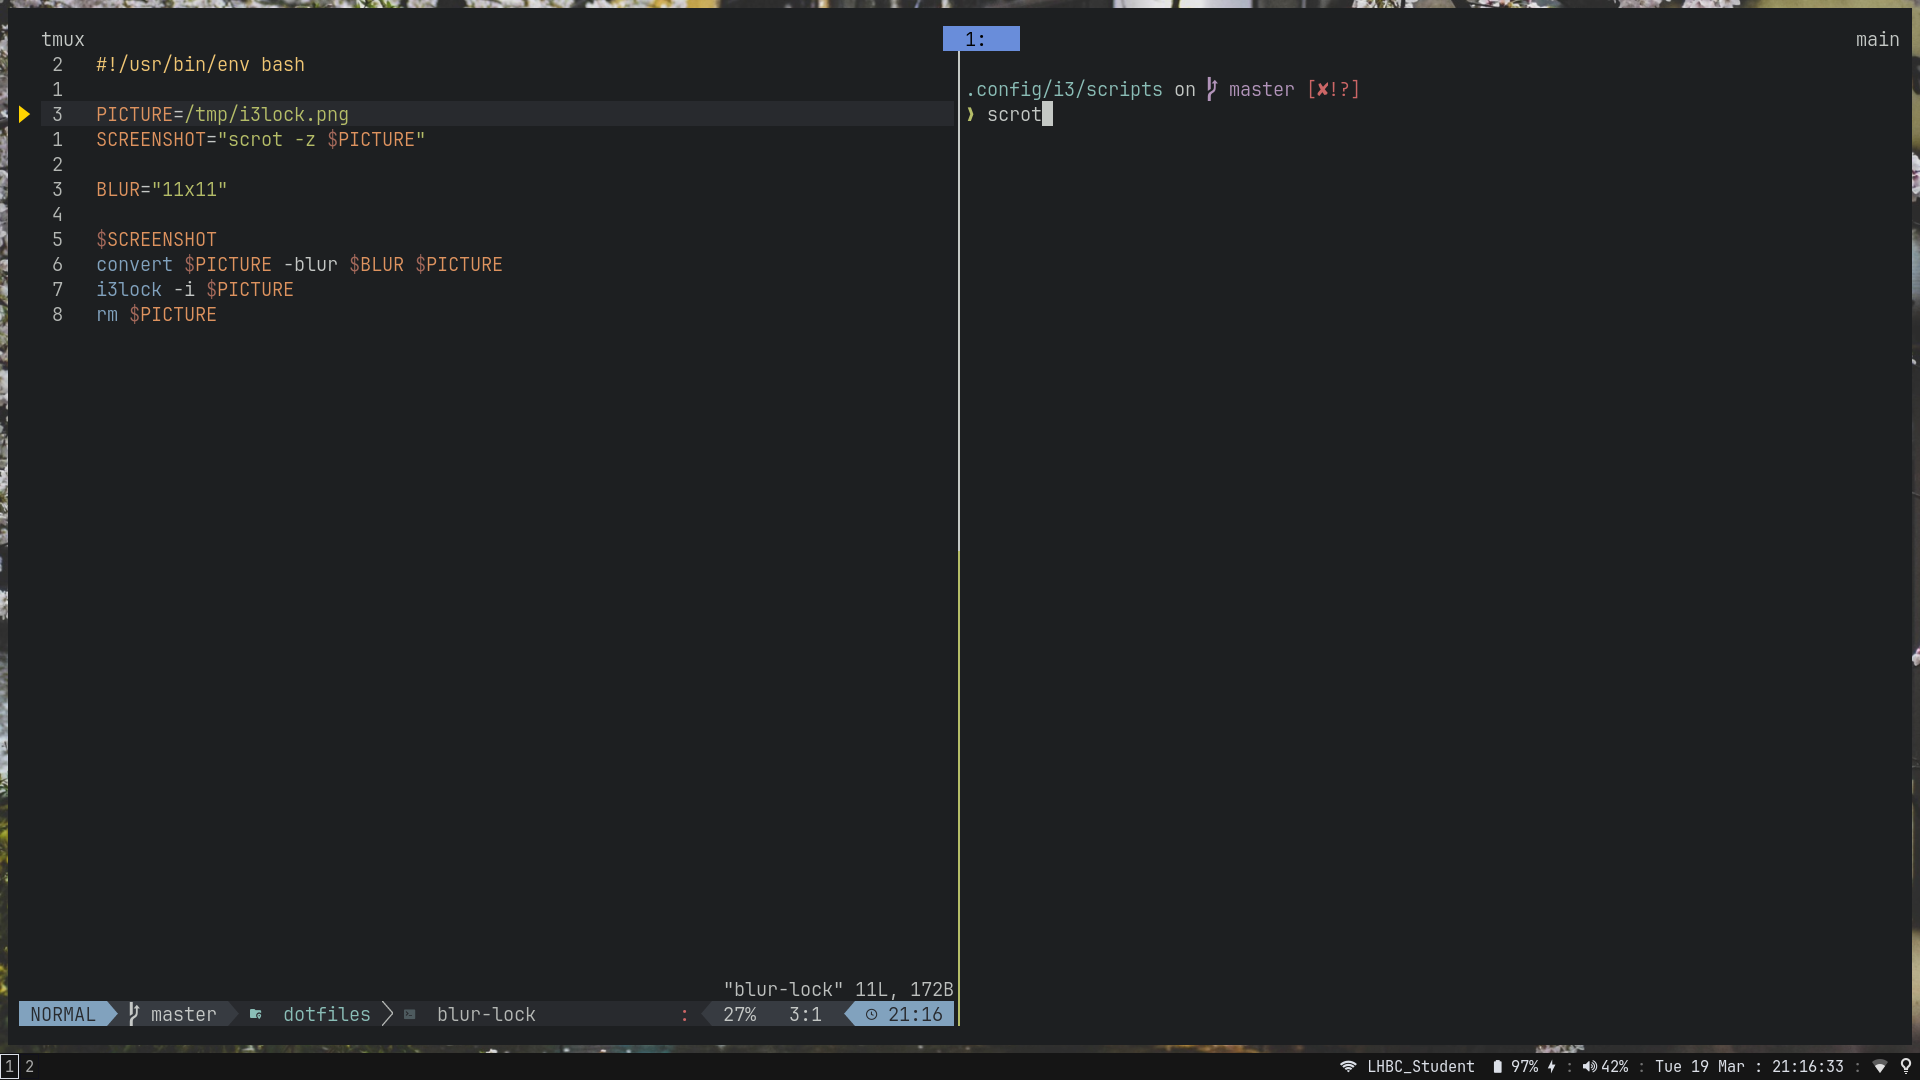 tmux 1: main
2 #!/usr/bin/env bash
1
3 PICTURE=/tmp/i3lock.png
1 SCREENSHOT="scrot -z $PICTURE"
2
3 BLUR="11x11"
4
5 $SCREENSHOT
6 convert $PICTURE -blur $BLUR $PICTURE
7 i3lock -i $PICTURE
8 rm $PICTURE
"blur-lock" 11L, 172B
NORMAL master dotfiles blur-lock : 27% 3:1 21:16
.config/i3/scripts on master [✘!?]
❯ scrot
1 2 LHBC_Student 97% : 42% : Tue 19 Mar : 21:16:33 :